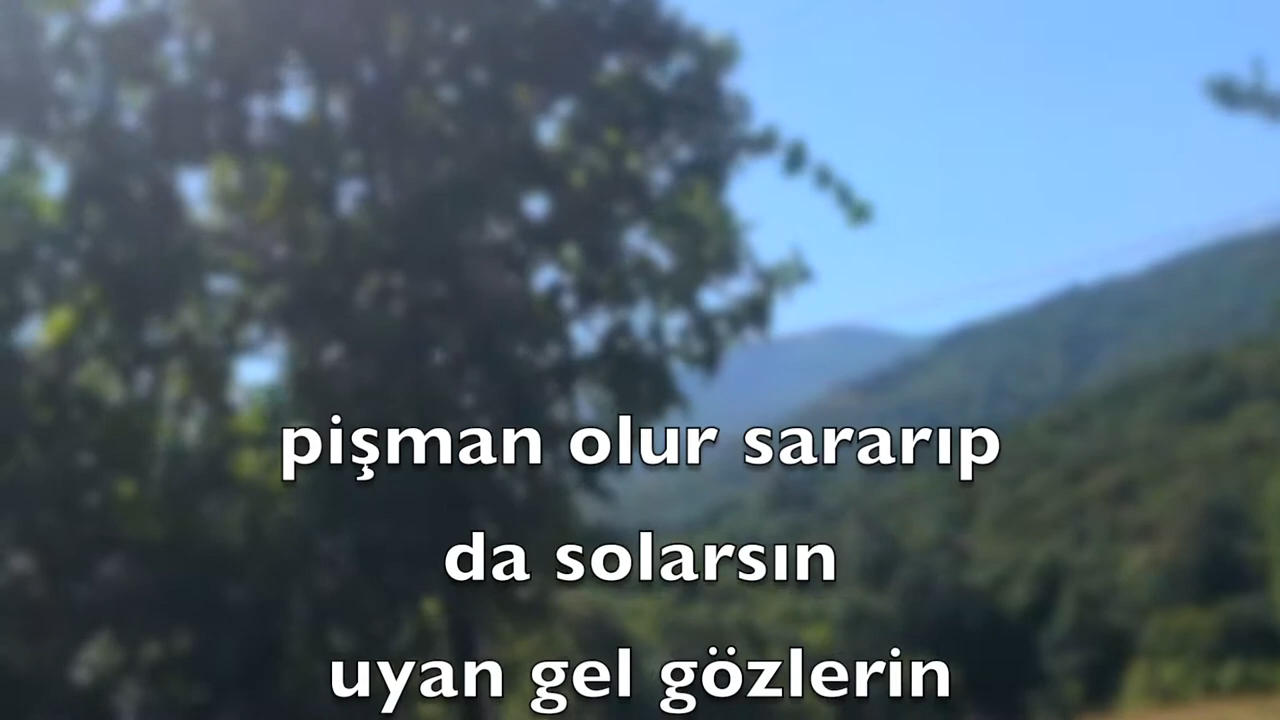 pişman olur sararıp
da solarsın
uyan gel gözlerin